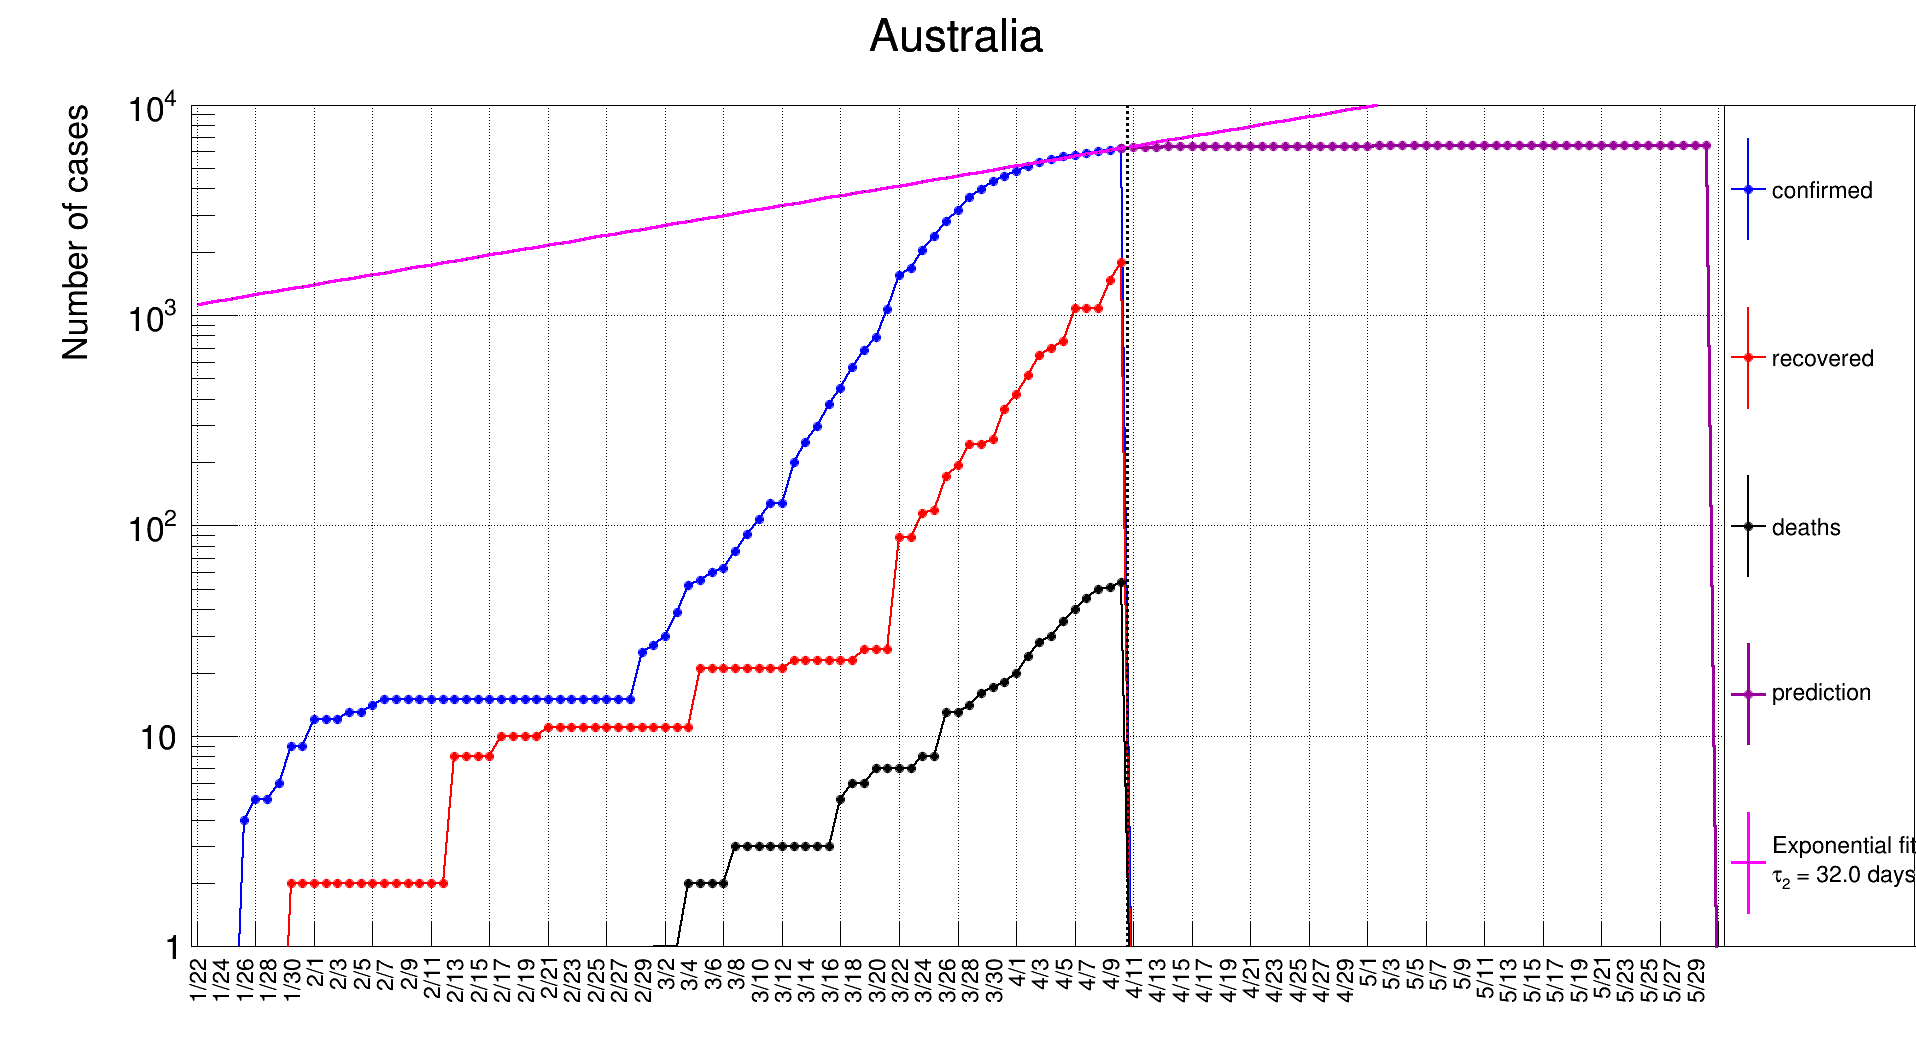 Australia
Number of cases
10^4
10^3
10^2
10
1
1/22 1/24 1/26 1/28 1/30 2/1 2/3 2/5 2/7 2/9 2/11 2/13 2/15 2/17 2/19 2/21 2/23 2/25 2/27 2/29 3/2 3/4 3/6 3/8 3/10 3/12 3/14 3/16 3/18 3/20 3/22 3/24 3/26 3/28 3/30 4/1 4/3 4/5 4/7 4/9 4/11 4/13 4/15 4/17 4/19 4/21 4/23 4/25 4/27 4/29 5/1 5/3 5/5 5/7 5/9 5/11 5/13 5/15 5/17 5/19 5/21 5/23 5/25 5/27 5/29
confirmed
recovered
deaths
prediction
Exponential fit
τ₂ = 32.0 days